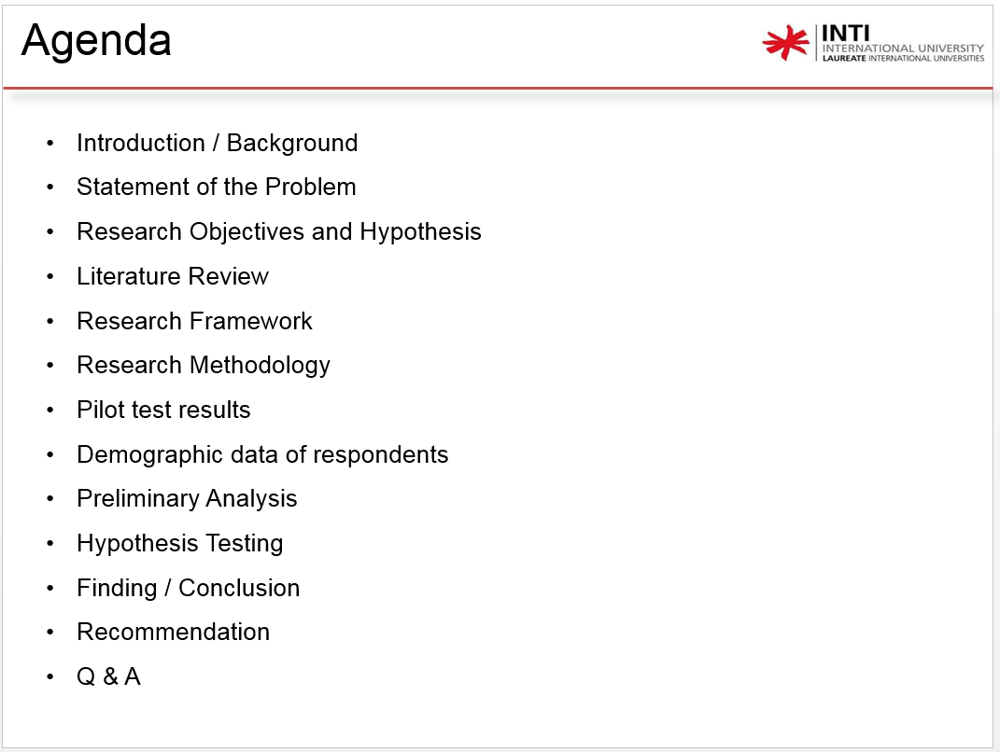 Agenda
INTI
INTERNATIONAL UNIVERSITY
LAUREATE INTERNATIONAL UNIVERSITIES
• Introduction / Background
• Statement of the Problem
• Research Objectives and Hypothesis
• Literature Review
• Research Framework
• Research Methodology
• Pilot test results
• Demographic data of respondents
• Preliminary Analysis
• Hypothesis Testing
• Finding / Conclusion
• Recommendation
• Q & A